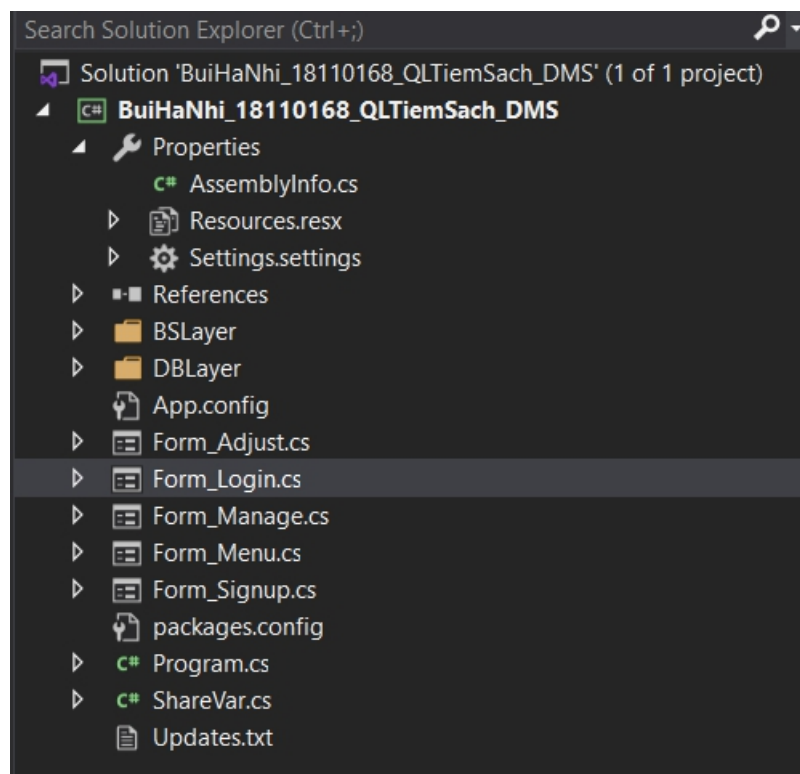 Search Solution Explorer (Ctrl+;)
Solution 'BuiHaNhi_18110168_QLTiemSach_DMS' (1 of 1 project)
C# BuiHaNhi_18110168_QLTiemSach_DMS
Properties
C# AssemblyInfo.cs
Resources.resx
Settings.settings
References
BSLayer
DBLayer
App.config
Form_Adjust.cs
Form_Login.cs
Form_Manage.cs
Form_Menu.cs
Form_Signup.cs
packages.config
C# Program.cs
C# ShareVar.cs
Updates.txt